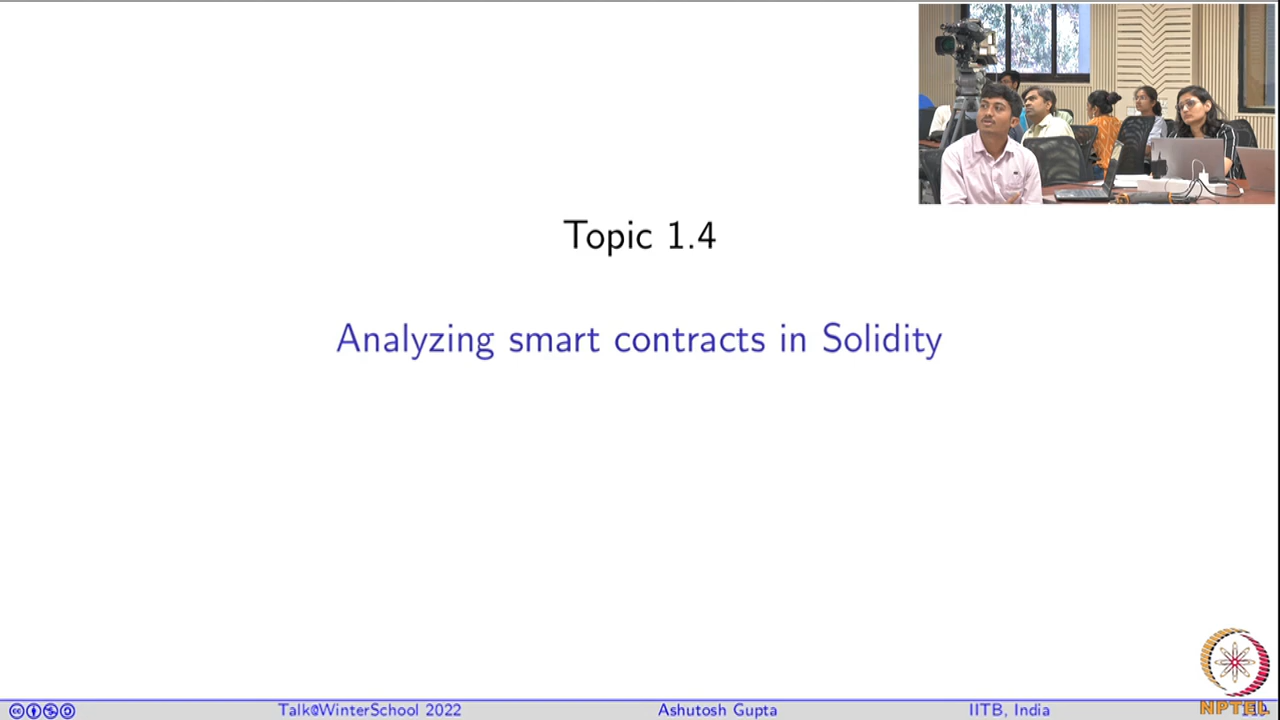 Topic 1.4
Analyzing smart contracts in Solidity
Talk@WinterSchool 2022 Ashutosh Gupta IITB, India
NPTEL